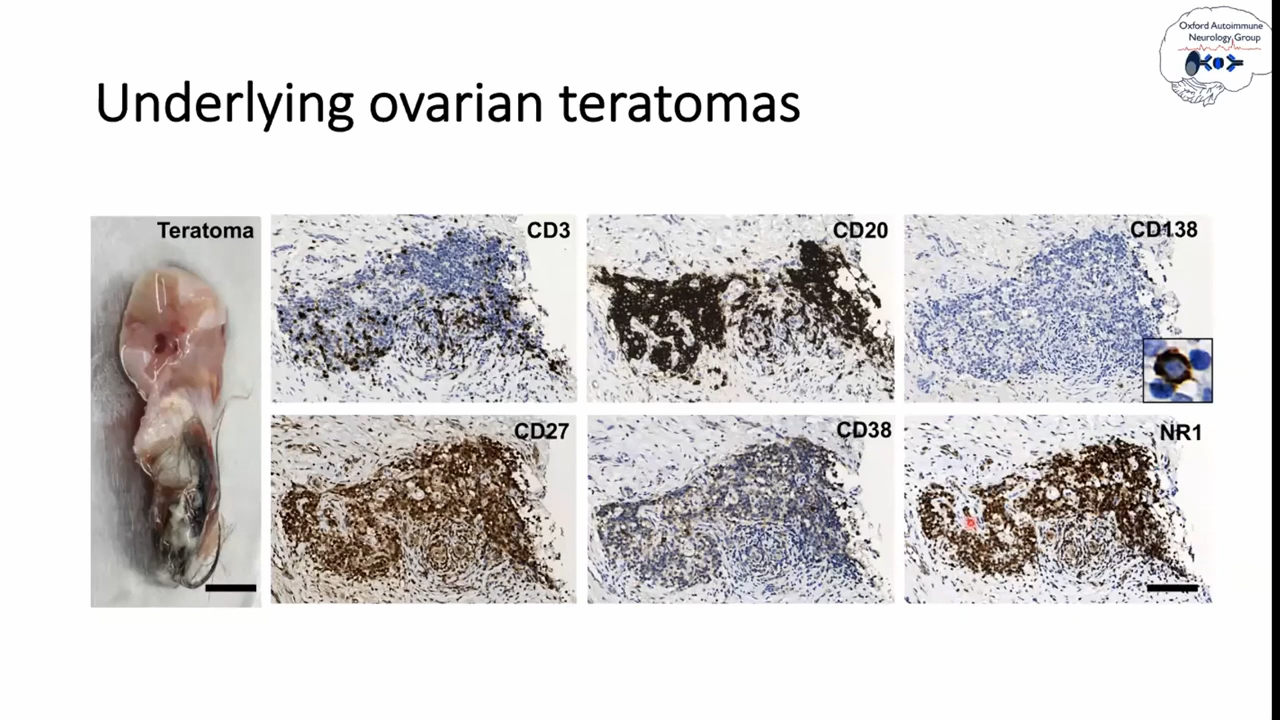 Oxford Autoimmune
Neurology Group
Underlying ovarian teratomas
Teratoma
CD3
CD20
CD138
CD27
CD38
NR1